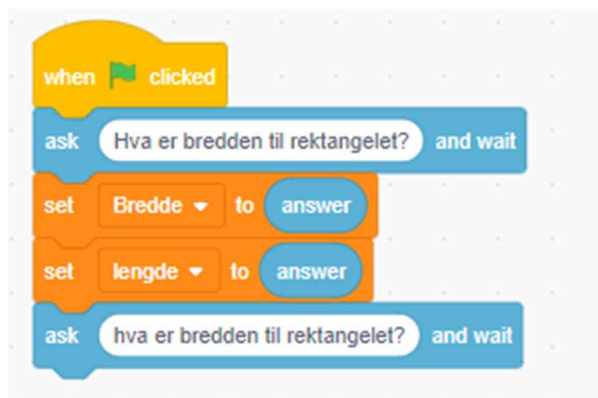 when clicked
ask Hva er bredden til rektangelet? and wait
set Bredde to answer
set lengde to answer
ask hva er bredden til rektangelet? and wait